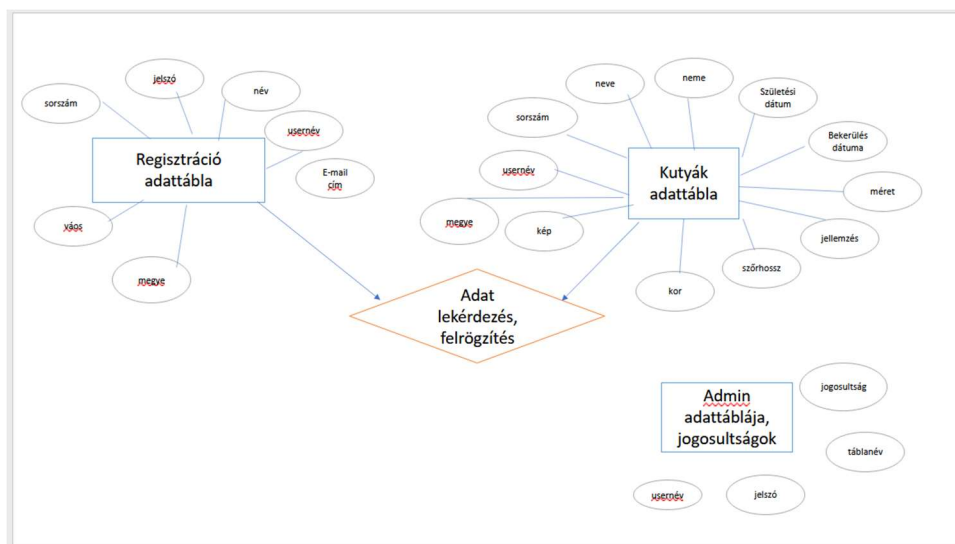 jelszó
név
sorszám
usernév
Regisztráció
adattábla
E-mail
cím
váos
megye
neve
neme
Születési
dátum
sorszám
Bekerülés
dátuma
usernév
Kutyák
adattábla
méret
megye
kép
jellemzés
szőrhossz
kor
Adat
lekérdezés,
felrögzítés
Admin
adattáblája,
jogosultságok
jogosultság
táblanév
usernév
jelszó